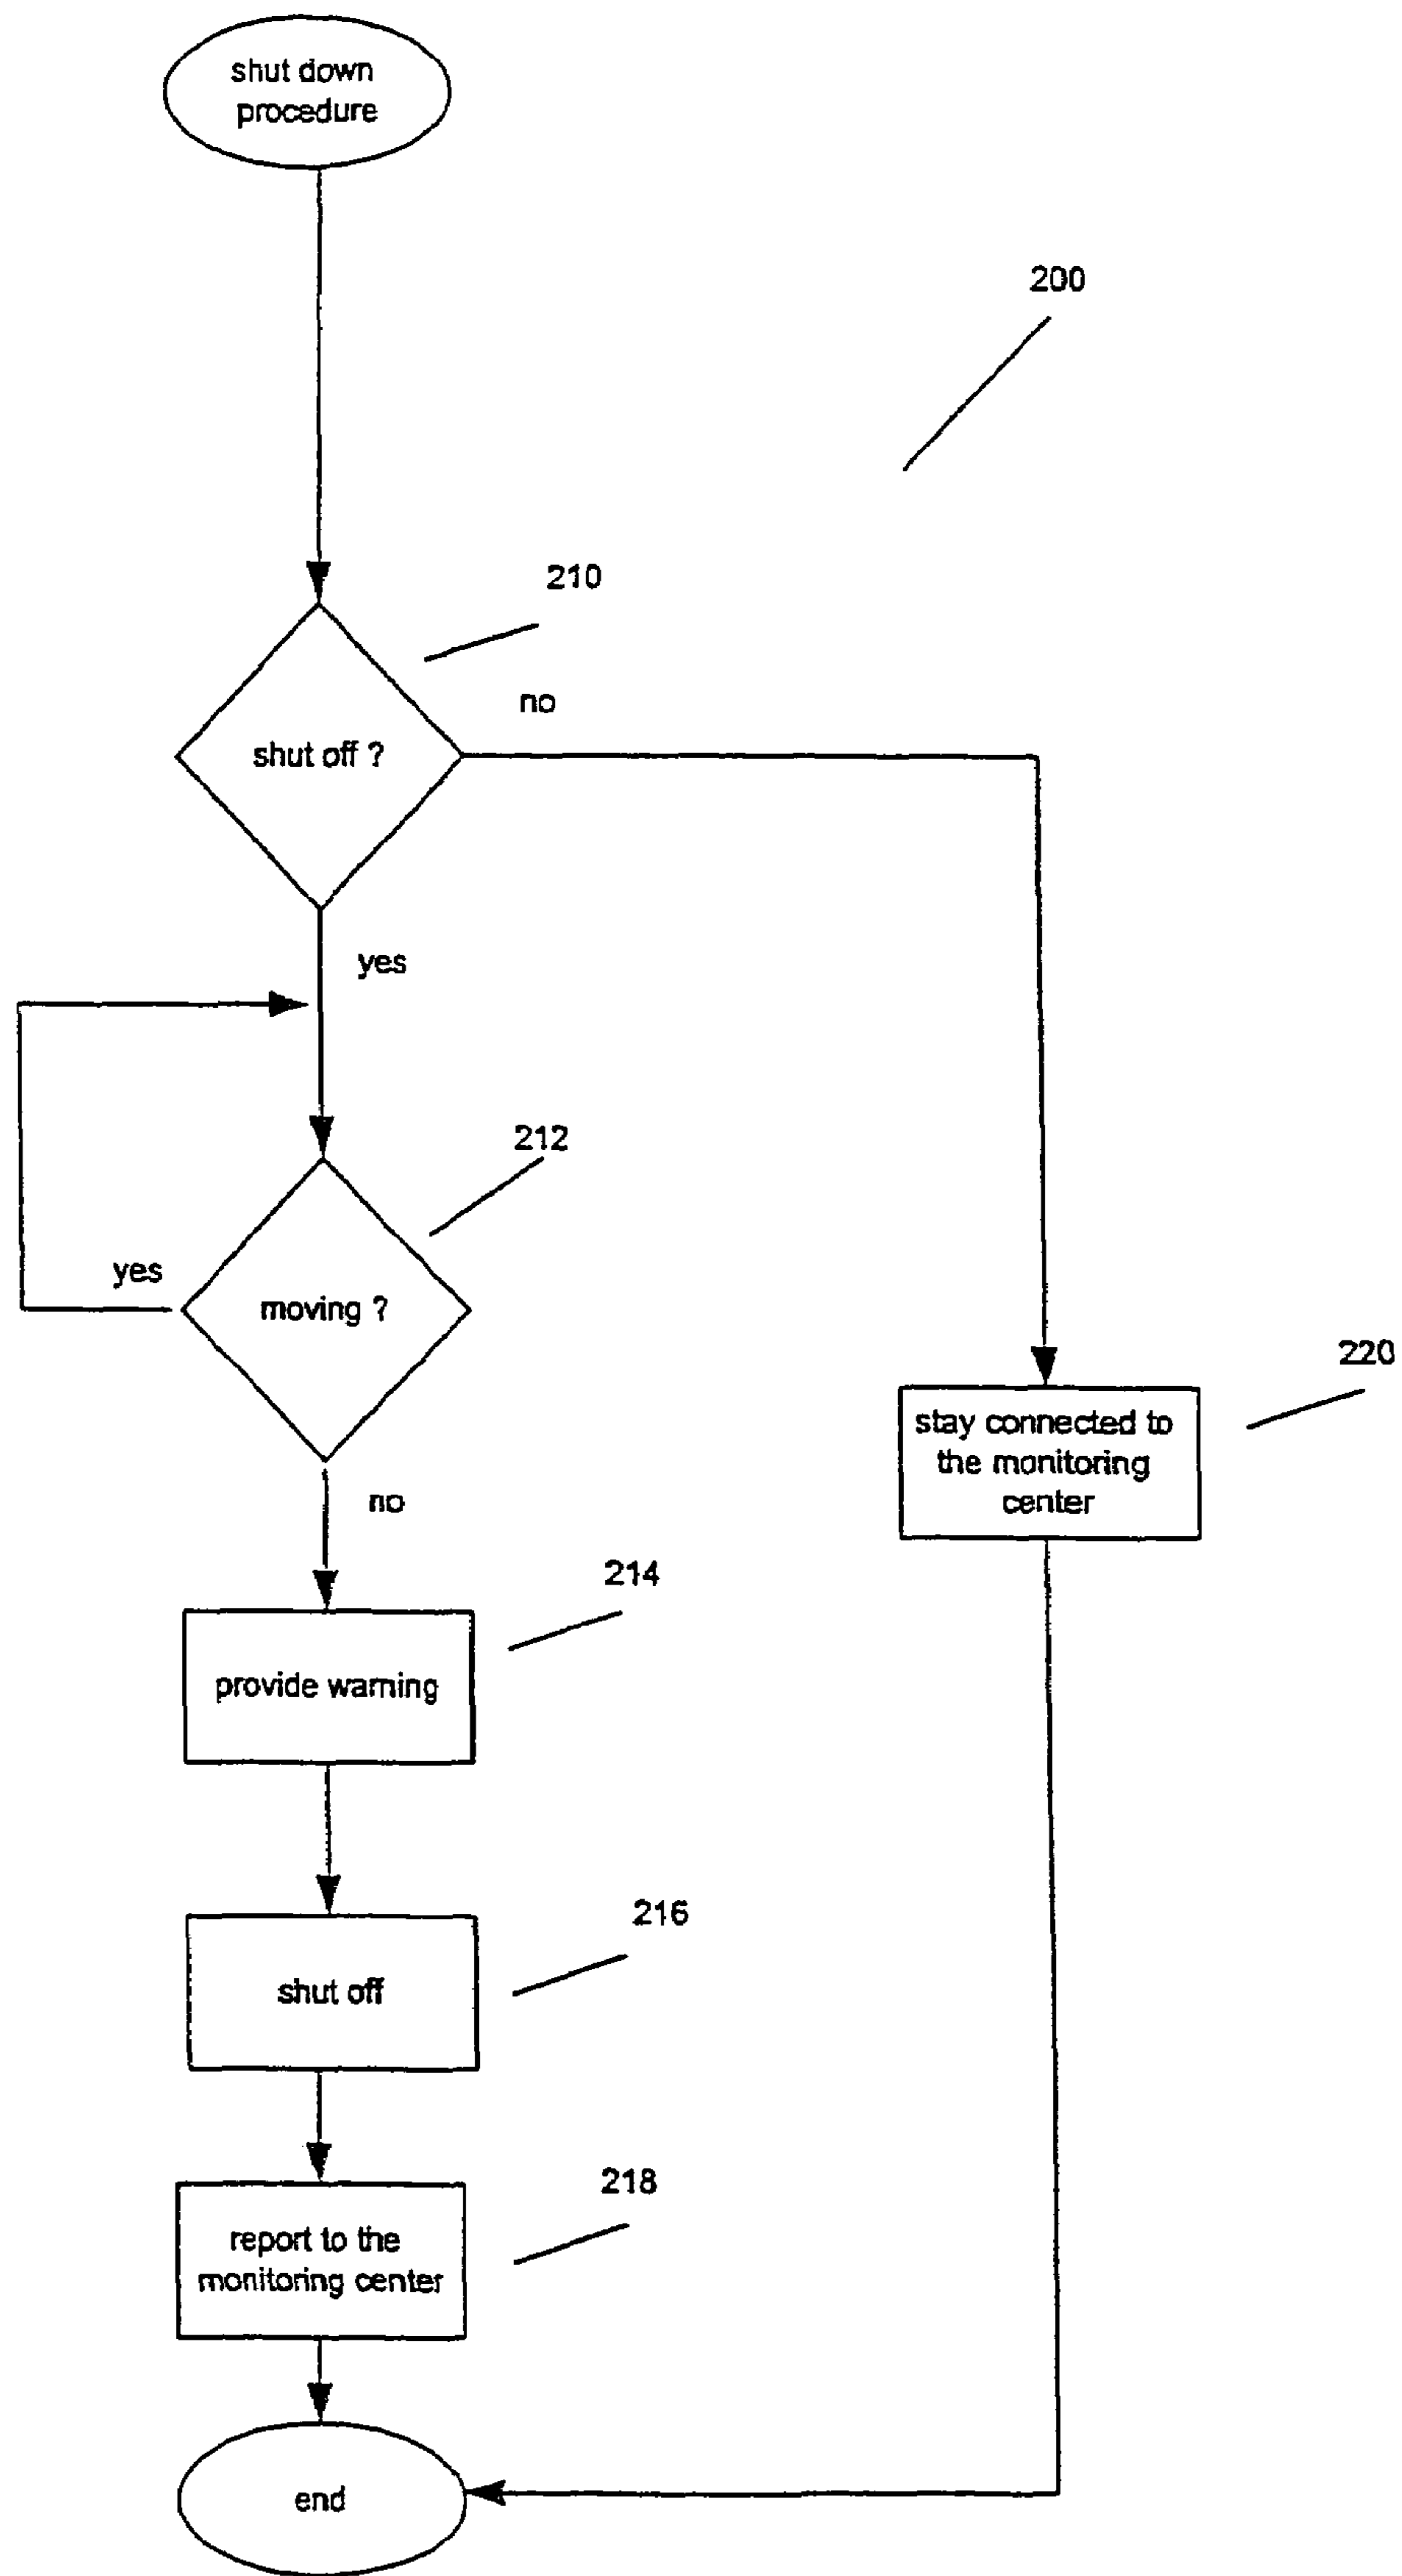 shut down
procedure
200
210
no
shut off ?
yes
212
yes
moving ?
220
stay connected to
the monitoring
center
no
214
provide warning
216
shut off
218
report to the
monitoring center
end